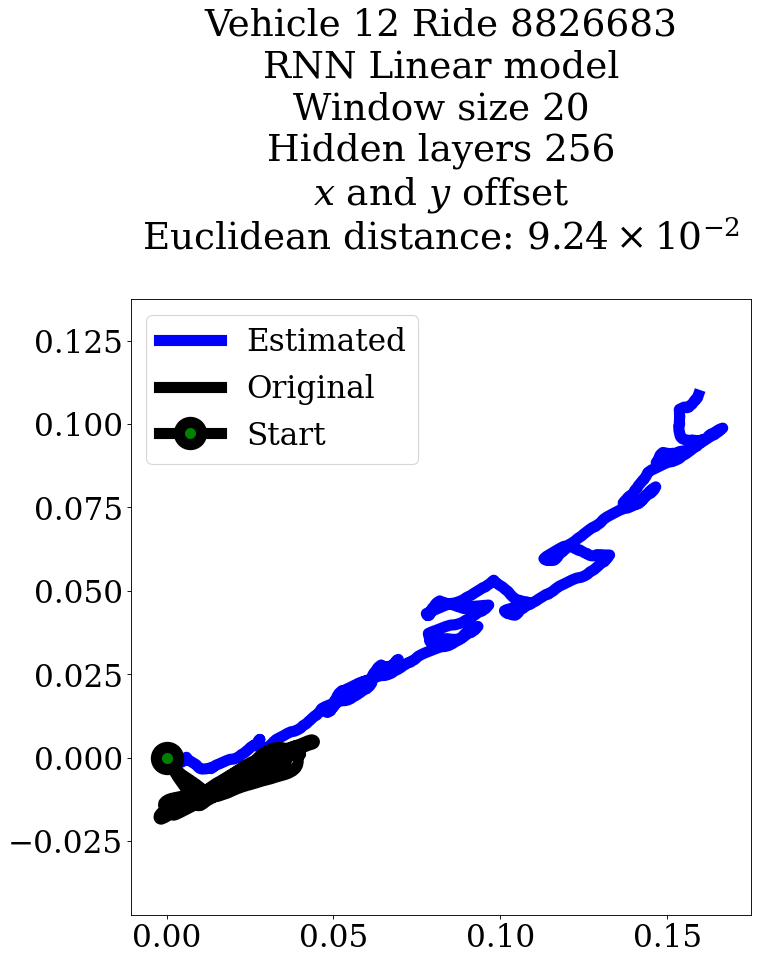 Vehicle 12 Ride 8826683
RNN Linear model
Window size 20
Hidden layers 256
x and y offset
Euclidean distance: 9.24 × 10⁻²
Estimated
Original
Start
0.125
0.100
0.075
0.050
0.025
0.000
−0.025
0.00 0.05 0.10 0.15